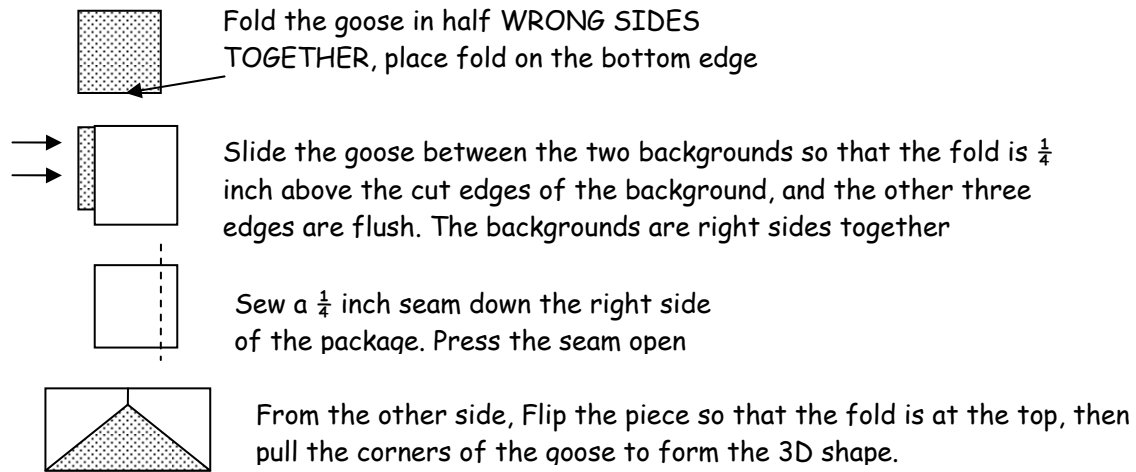 Fold the goose in half WRONG SIDES
TOGETHER, place fold on the bottom edge
Slide the goose between the two backgrounds so that the fold is ¼
inch above the cut edges of the background, and the other three
edges are flush. The backgrounds are right sides together
Sew a ¼ inch seam down the right side
of the package. Press the seam open
From the other side, Flip the piece so that the fold is at the top, then
pull the corners of the goose to form the 3D shape.